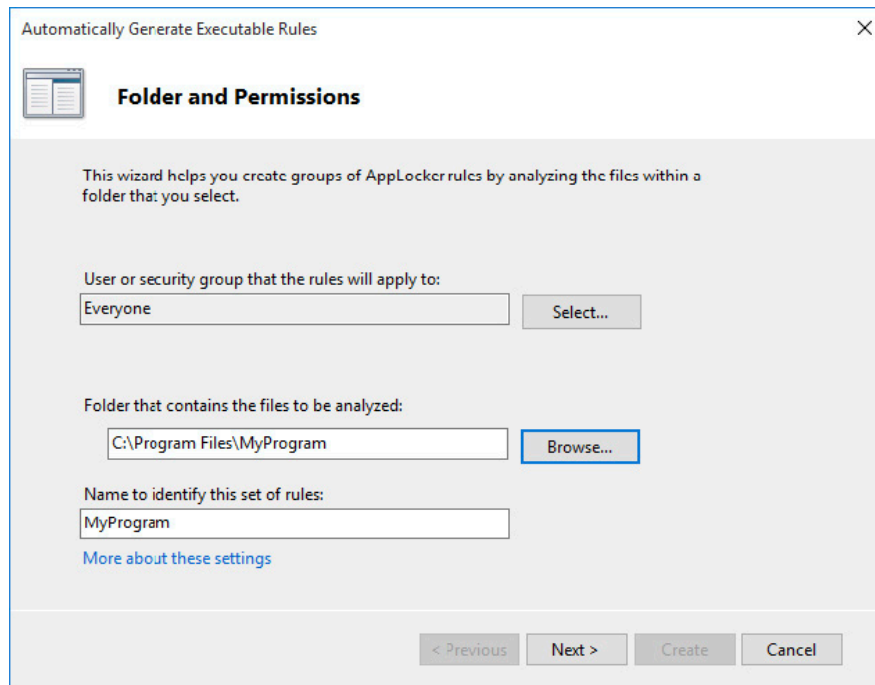 Automatically Generate Executable Rules
Folder and Permissions
This wizard helps you create groups of AppLocker rules by analyzing the files within a
folder that you select.
User or security group that the rules will apply to:
Everyone
Select...
Folder that contains the files to be analyzed:
C:\Program Files\MyProgram
Browse...
Name to identify this set of rules:
MyProgram
More about these settings
< Previous
Next >
Create
Cancel